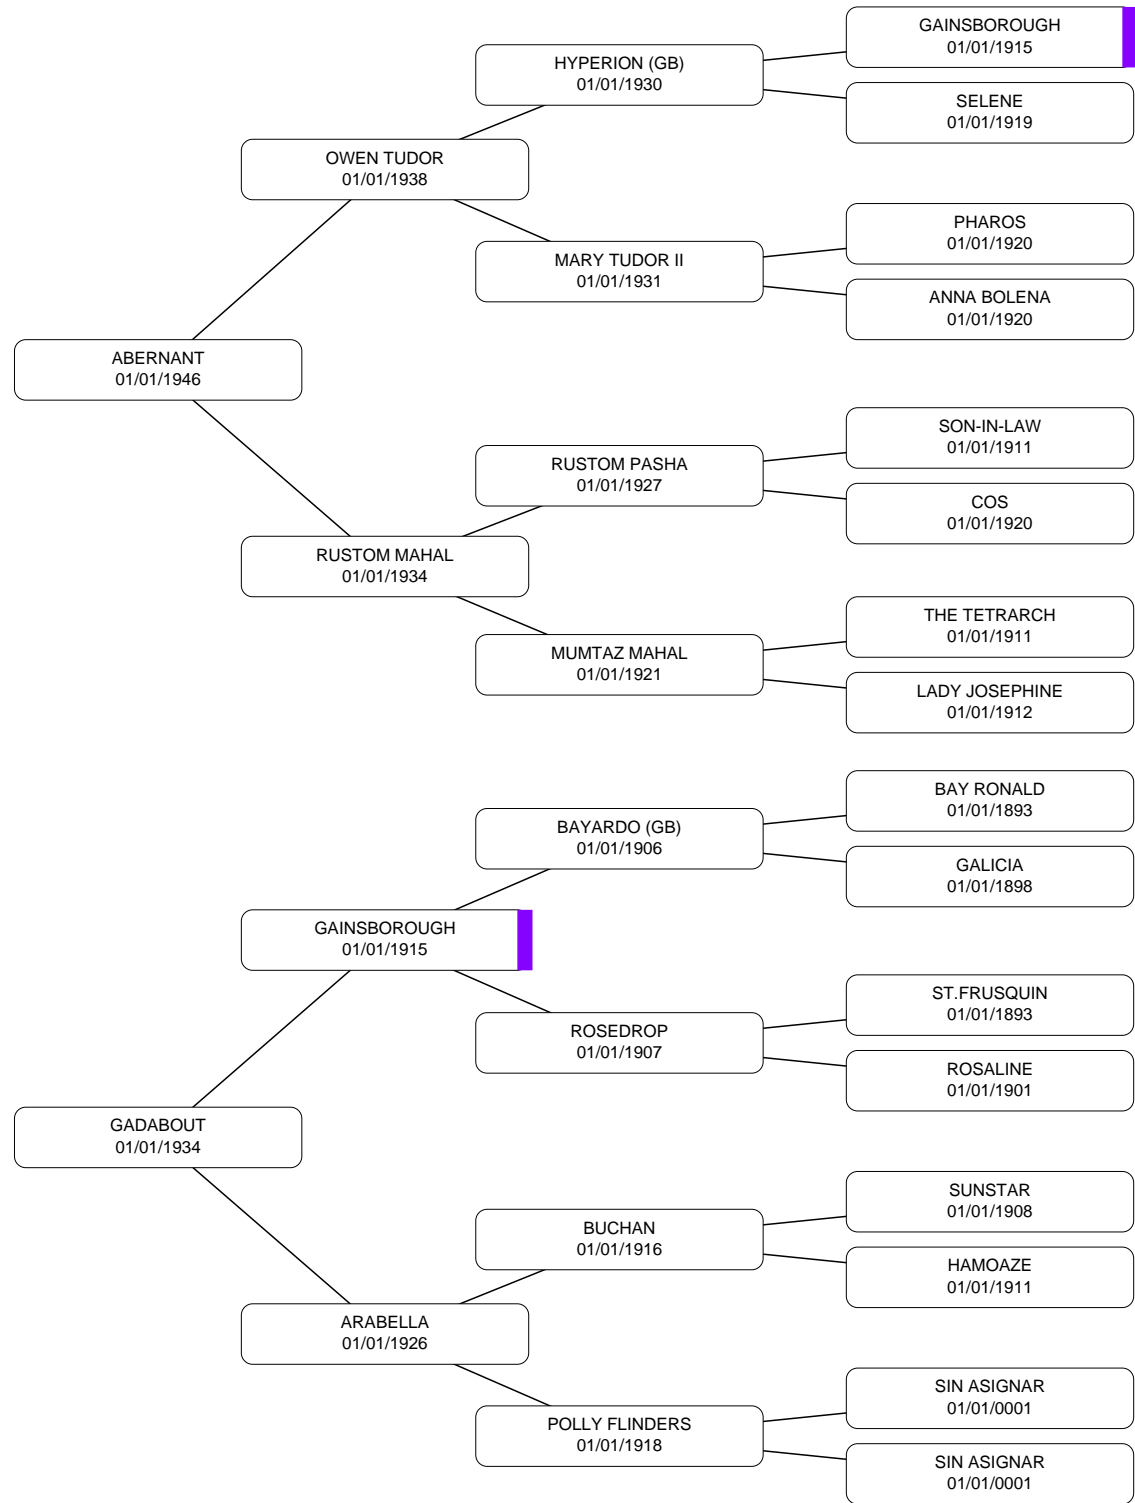 GAINSBOROUGH
01/01/1915
HYPERION (GB)
01/01/1930
SELENE
01/01/1919
OWEN TUDOR
01/01/1938
PHAROS
01/01/1920
MARY TUDOR II
01/01/1931
ANNA BOLENA
01/01/1920
ABERNANT
01/01/1946
SON-IN-LAW
01/01/1911
RUSTOM PASHA
01/01/1927
COS
01/01/1920
RUSTOM MAHAL
01/01/1934
THE TETRARCH
01/01/1911
MUMTAZ MAHAL
01/01/1921
LADY JOSEPHINE
01/01/1912
BAY RONALD
01/01/1893
BAYARDO (GB)
01/01/1906
GALICIA
01/01/1898
GAINSBOROUGH
01/01/1915
ST.FRUSQUIN
01/01/1893
ROSEDROP
01/01/1907
ROSALINE
01/01/1901
GADABOUT
01/01/1934
SUNSTAR
01/01/1908
BUCHAN
01/01/1916
HAMOAZE
01/01/1911
ARABELLA
01/01/1926
SIN ASIGNAR
01/01/0001
POLLY FLINDERS
01/01/1918
SIN ASIGNAR
01/01/0001